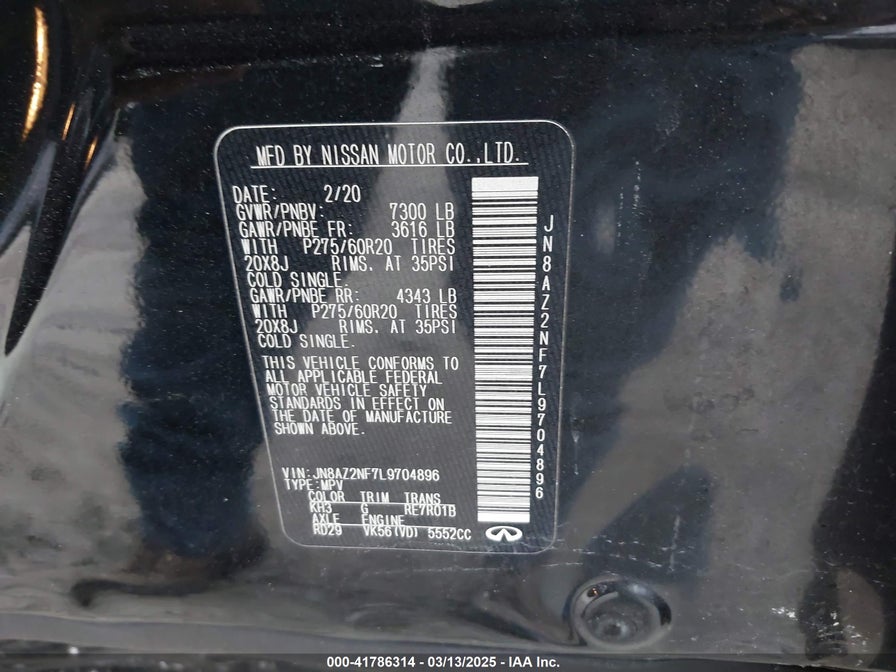 MFD BY NISSAN MOTOR CO.,LTD.
DATE: 2/20
GVWR/PNBV: 7300 LB
GAWR/PNBE FR: 3616 LB
WITH P275/60R20 TIRES
20X8J RIMS. AT 35PSI
COLD SINGLE.
GAWR/PNBE RR: 4343 LB
WITH P275/60R20 TIRES
20X8J RIMS. AT 35PSI
COLD SINGLE.
THIS VEHICLE CONFORMS TO
ALL APPLICABLE FEDERAL
MOTOR VEHICLE SAFETY
STANDARDS IN EFFECT ON
THE DATE OF MANUFACTURE
SHOWN ABOVE.
VIN:JN8AZ2NF7L9704896
TYPE:MPV
COLOR TRIM TRANS
KH3 G RE7R01B
AXLE ENGINE
RD29 VK56(VD) 5552CC
JN8AZ2NF7L9704896
000-41786314 - 03/13/2025 - IAA Inc.